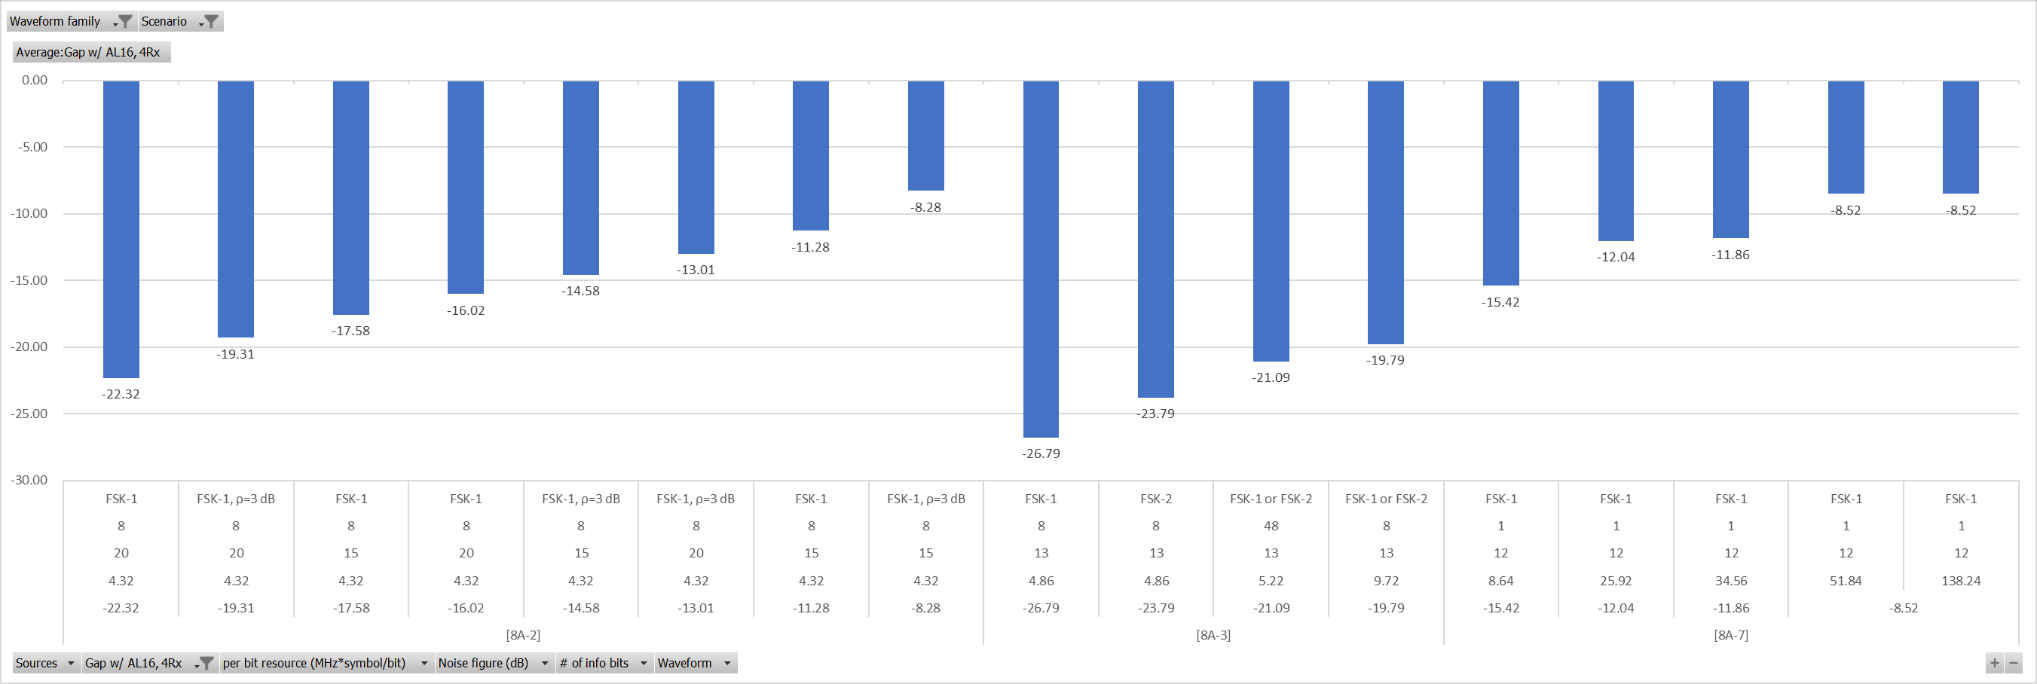 Waveform family Scenario
Average:Gap w/ AL16, 4Rx
0.00
-5.00
-10.00
-15.00
-20.00
-25.00
-30.00
-22.32
-19.31
-17.58
-16.02
-14.58
-13.01
-11.28
-8.28
-26.79
-23.79
-21.09
-19.79
-15.42
-12.04
-11.86
-8.52
-8.52
FSK-1 FSK-1, ρ=3 dB FSK-1 FSK-1 FSK-1, ρ=3 dB FSK-1, ρ=3 dB FSK-1 FSK-1, ρ=3 dB FSK-1 FSK-2 FSK-1 or FSK-2 FSK-1 or FSK-2 FSK-1 FSK-1 FSK-1 FSK-1 FSK-1
8 8 8 8 8 8 8 8 8 8 48 8 1 1 1 1 1
20 20 15 20 15 20 15 15 13 13 13 13 12 12 12 12 12
4.32 4.32 4.32 4.32 4.32 4.32 4.32 4.32 4.86 4.86 5.22 9.72 8.64 25.92 34.56 51.84 138.24
-22.32 -19.31 -17.58 -16.02 -14.58 -13.01 -11.28 -8.28 -26.79 -23.79 -21.09 -19.79 -15.42 -12.04 -11.86 -8.52
[8A-2] [8A-3] [8A-7]
Sources Gap w/ AL16, 4Rx per bit resource (MHz*symbol/bit) Noise figure (dB) # of info bits Waveform + −